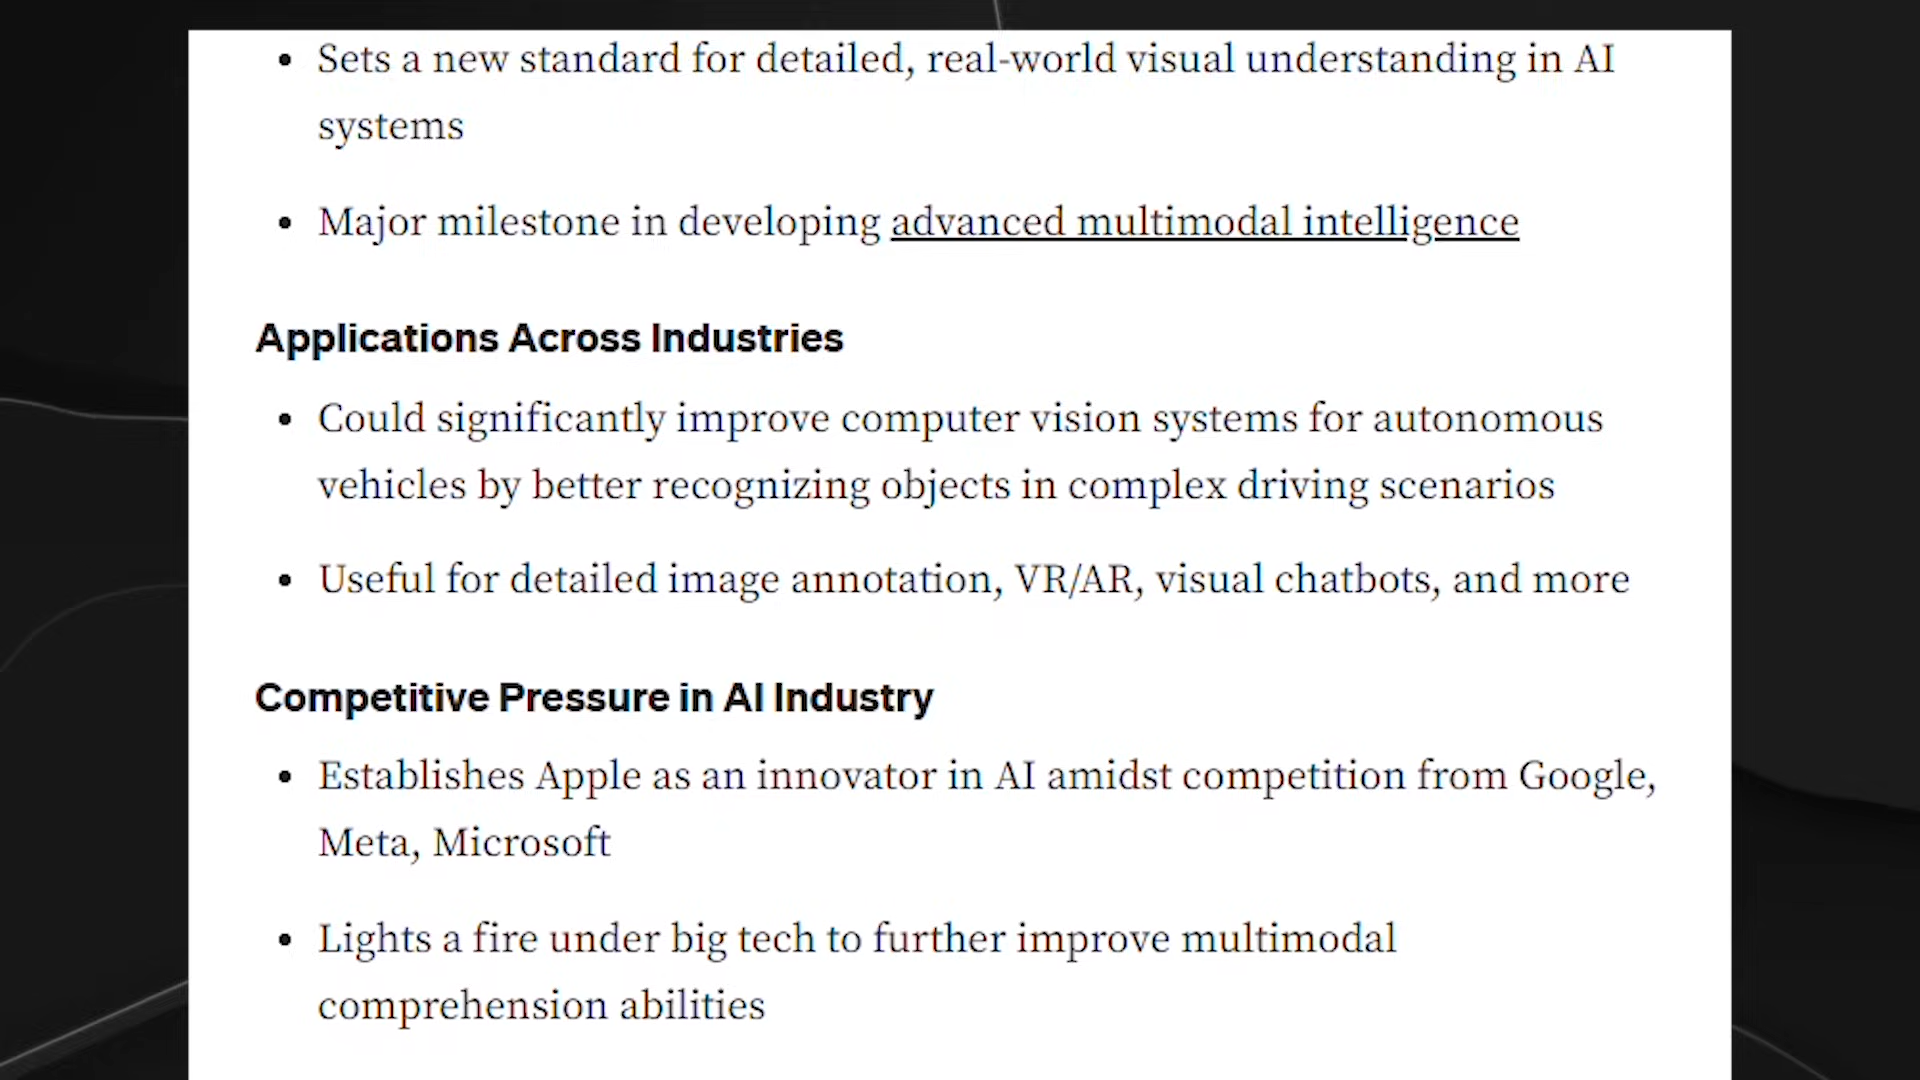 • Sets a new standard for detailed, real-world visual understanding in AI
systems
• Major milestone in developing advanced multimodal intelligence
Applications Across Industries
• Could significantly improve computer vision systems for autonomous
vehicles by better recognizing objects in complex driving scenarios
• Useful for detailed image annotation, VR/AR, visual chatbots, and more
Competitive Pressure in AI Industry
• Establishes Apple as an innovator in AI amidst competition from Google,
Meta, Microsoft
• Lights a fire under big tech to further improve multimodal
comprehension abilities